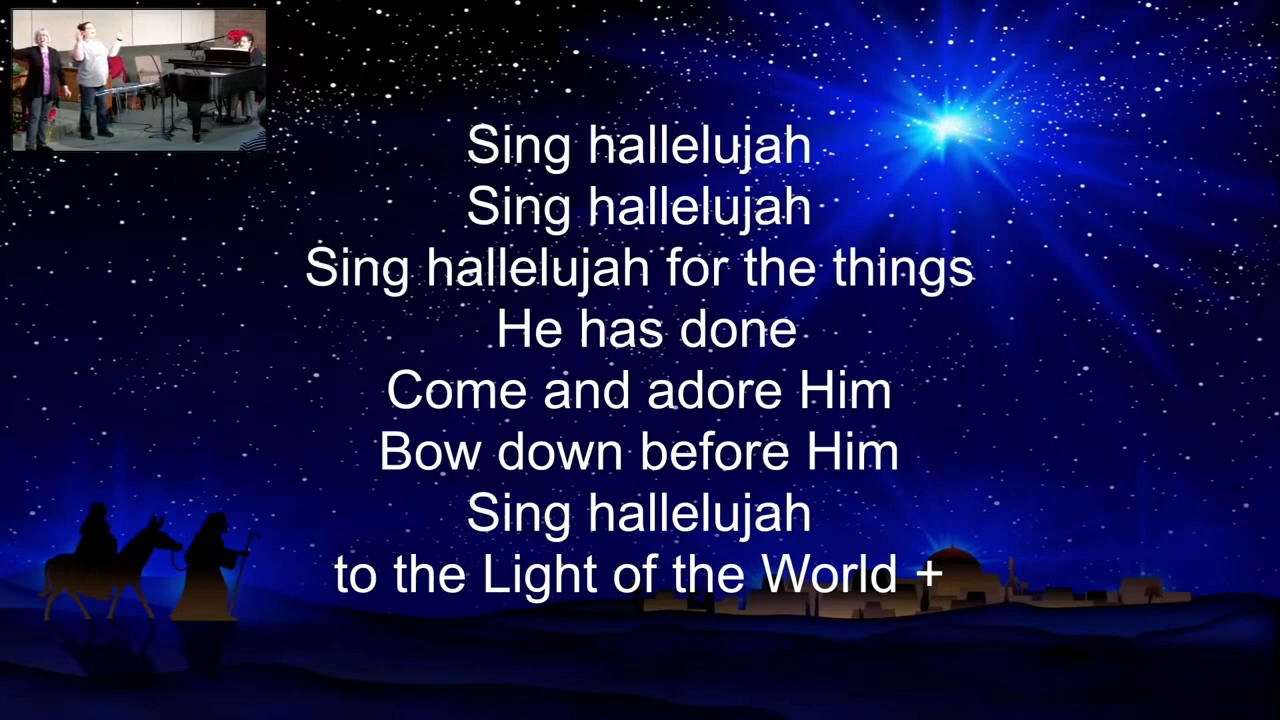 Sing hallelujah
Sing hallelujah
Sing hallelujah for the things
He has done
Come and adore Him
Bow down before Him
Sing hallelujah
to the Light of the World +